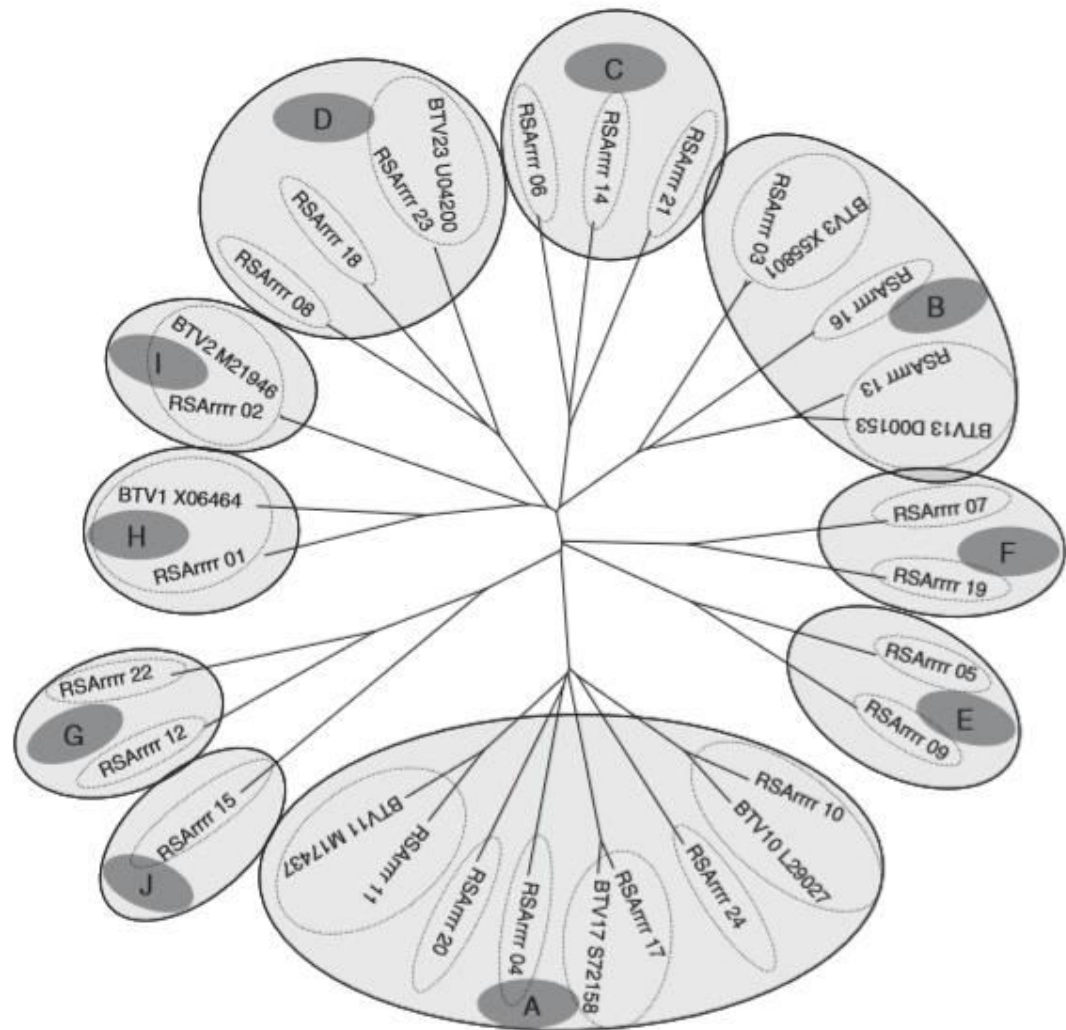 D
BTV23 U04200
RSArrrr 23
RSArrrr 18
RSArrrr 08
C
RSArrrr 06
RSArrrr 14
RSArrrr 21
BTV3 X55801
RSArrrr 03
RSArrrr 16
B
RSArrrr 13
BTV13 D00153
I
BTV2 M21946
RSArrrr 02
BTV1 X06464
H
RSArrrr 01
RSArrrr 07
F
RSArrrr 19
RSArrrr 05
E
RSArrrr 09
RSArrrr 22
G
RSArrrr 12
RSArrrr 15
J
BTV11 M17437
RSArrrr 11
RSArrrr 20
RSArrrr 04
A
BTV17 S72158
RSArrrr 17
RSArrrr 24
BTV10 L29027
RSArrrr 10